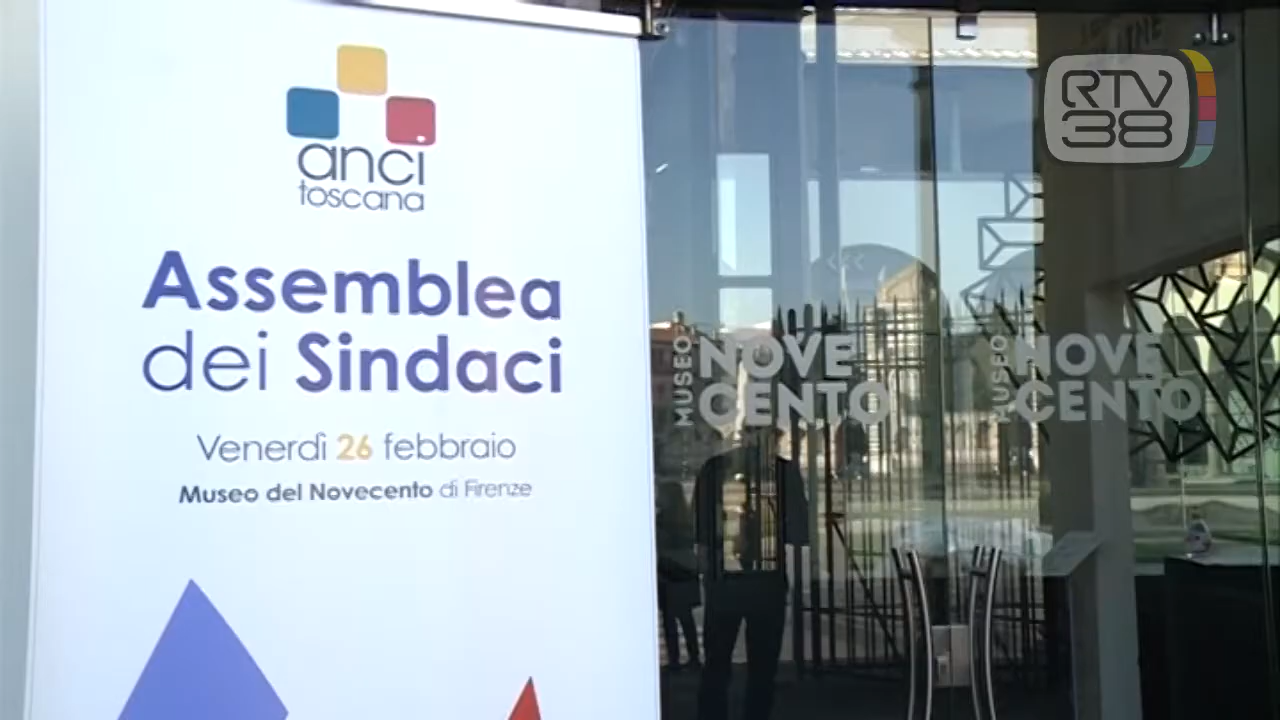 anci
toscana
Assemblea
dei Sindaci
Venerdì 26 febbraio
Museo del Novecento di Firenze
RTV
38
MUSEO
NOVE
CENTO
MUSEO
NOVE
CENTO